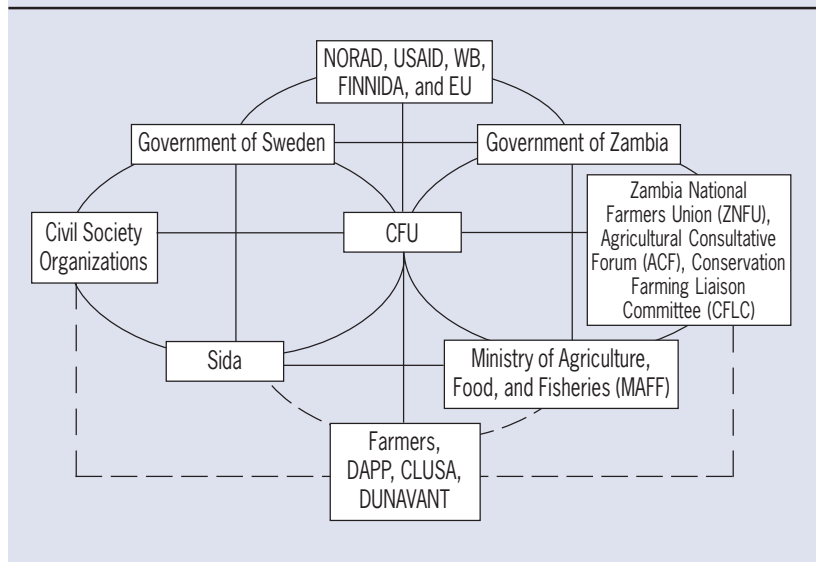 NORAD, USAID, WB,
FINNIDA, and EU
Government of Sweden
Government of Zambia
Civil Society
Organizations
CFU
Zambia National
Farmers Union (ZNFU),
Agricultural Consultative
Forum (ACF), Conservation
Farming Liaison
Committee (CFLC)
Sida
Ministry of Agriculture,
Food, and Fisheries (MAFF)
Farmers,
DAPP, CLUSA,
DUNAVANT